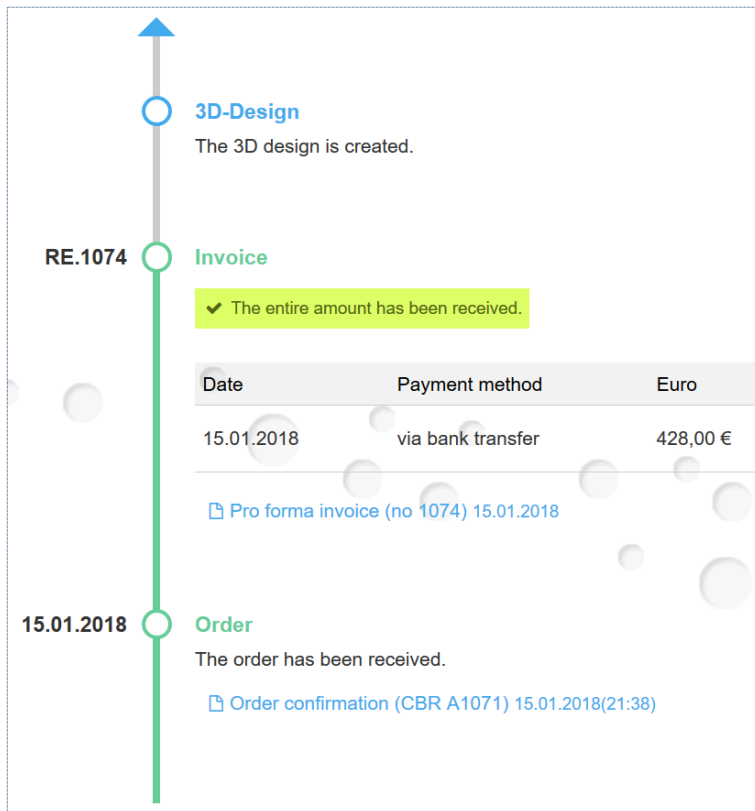 3D-Design
The 3D design is created.
RE.1074 Invoice
✔ The entire amount has been received.
Date Payment method Euro
15.01.2018 via bank transfer 428,00 €
Pro forma invoice (no 1074) 15.01.2018
15.01.2018 Order
The order has been received.
Order confirmation (CBR A1071) 15.01.2018(21:38)